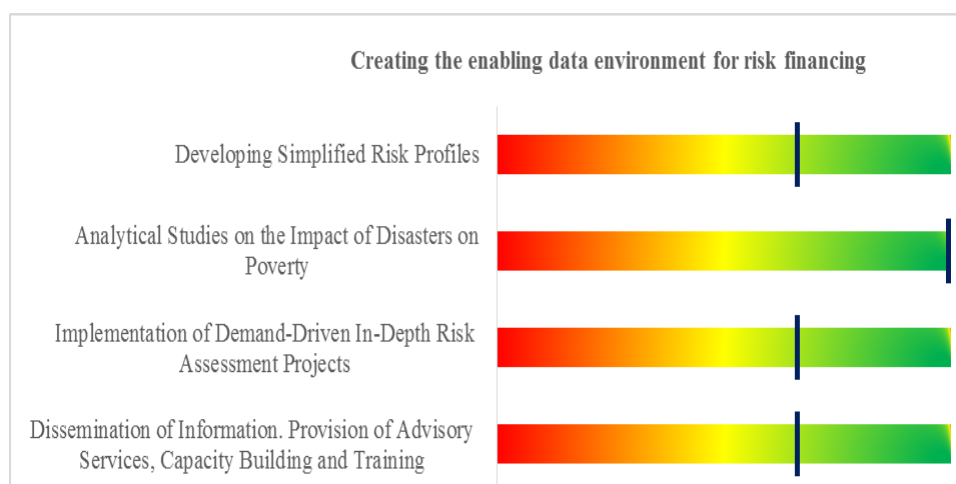 Creating the enabling data environment for risk financing
Developing Simplified Risk Profiles
Analytical Studies on the Impact of Disasters on
Poverty
Implementation of Demand-Driven In-Depth Risk
Assessment Projects
Dissemination of Information. Provision of Advisory
Services, Capacity Building and Training